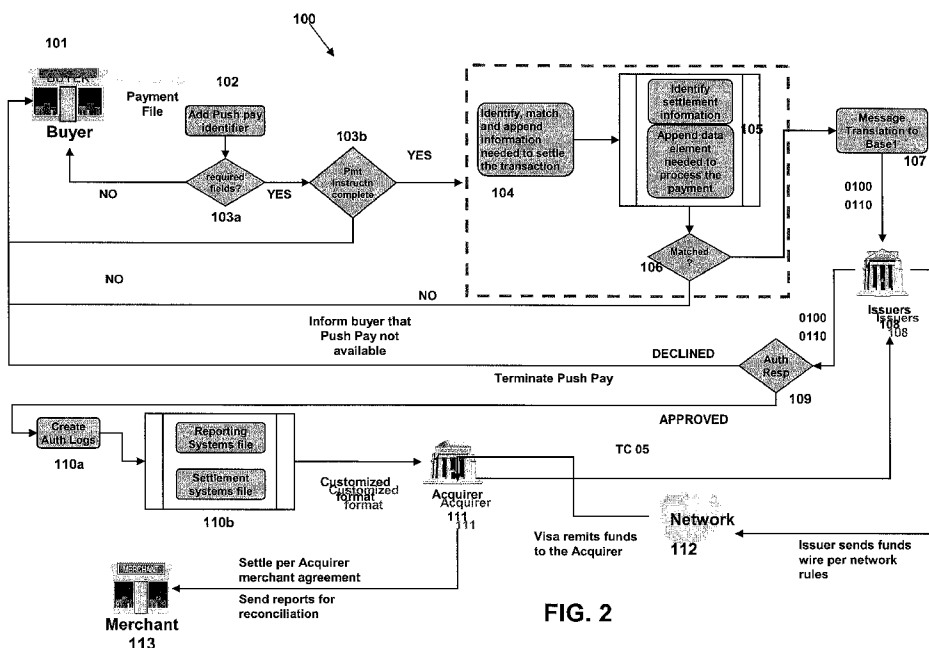 100
101
BUYER
Buyer
Payment
File
102
Add Push pay
Identifier
103b
required
fields?
103a
NO
YES
Pmt
Instructn
complete
YES
Identify, match
and append
information
needed to settle
the transaction
104
Identify
settlement
information
105
Append data
element
needed to
process the
payment
Message
Translation to
Base1
107
0100
0110
106
Matched
?
NO
NO
Issuers
Issuers
108
108
Inform buyer that
Push Pay not
available
0100
0110
DECLINED
Auth
Resp
109
Terminate Push Pay
APPROVED
Create
Auth Logs
110a
Reporting
Systems file
Settlement
systems file
110b
Customized
Customized
format
format
TC 05
Acquirer
Acquirer
111
111
Network
112
Visa remits funds
to the Acquirer
Issuer sends funds
wire per network
rules
Settle per Acquirer
merchant agreement
Send reports for
reconciliation
MERCHANT
Merchant
113
FIG. 2